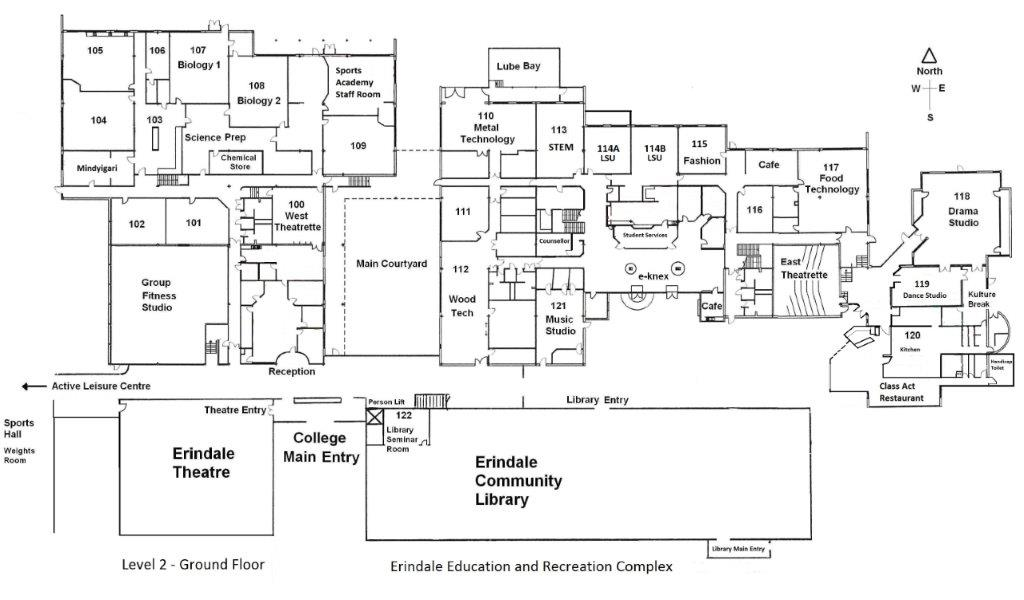 105
106
107
Biology 1
108
Biology 2
Sports
Academy
Staff Room
Lube Bay
North
W
E
S
104
103
Science Prep
Chemical
Store
109
110
Metal
Technology
113
STEM
114A
LSU
114B
LSU
115
Fashion
Cafe
117
Food
Technology
Mindyigari
102
101
100
West
Theatrette
111
116
118
Drama
Studio
Counsellor
Student Services
Main Courtyard
112
Wood
Tech
e-knex
East
Theatrette
Group
Fitness
Studio
121
Music
Studio
Cafe
119
Dance Studio
Kulture
Break
120
Kitchen
Handicap
Toilet
Class Act
Restaurant
Reception
Active Leisure Centre
Theatre Entry
Person Lift
Library Entry
Sports
Hall
Weights
Room
Erindale
Theatre
College
Main Entry
122
Library
Seminar
Room
Erindale
Community
Library
Library Main Entry
Level 2 - Ground Floor
Erindale Education and Recreation Complex